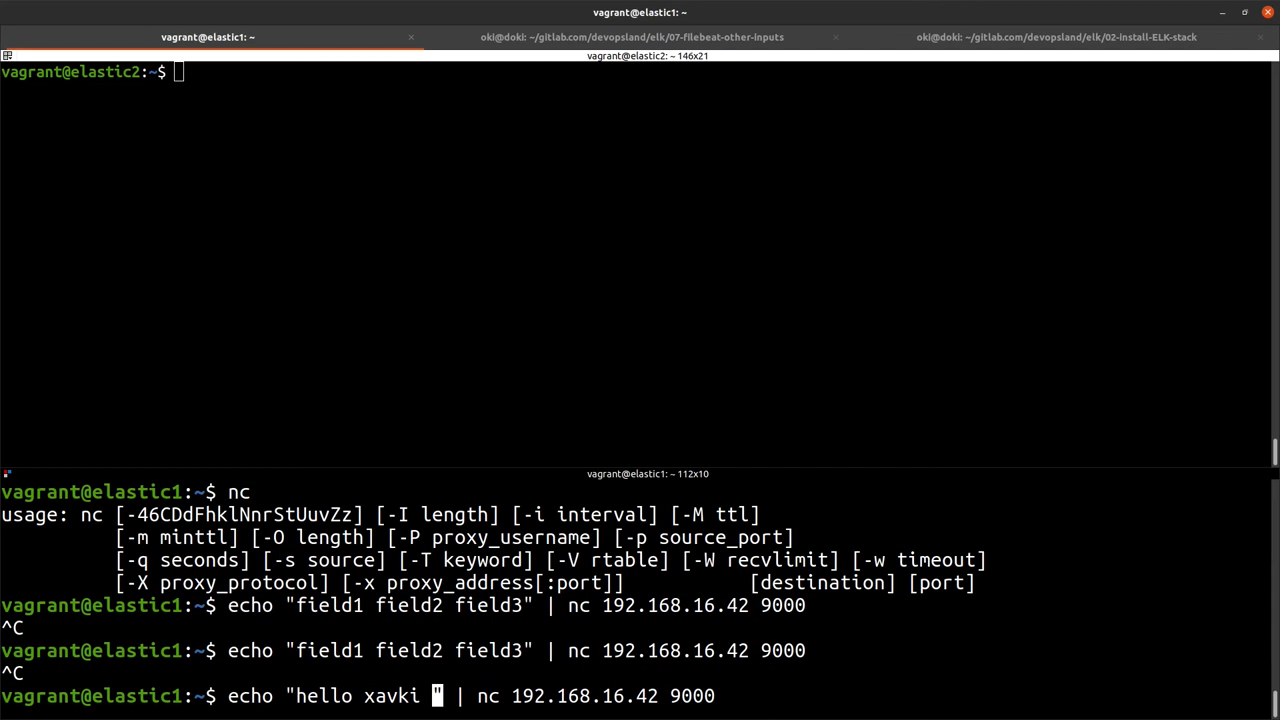 vagrant@elastic1: ~
vagrant@elastic1: ~
oki@doki: ~/gitlab.com/devopsland/elk/07-filebeat-other-inputs
oki@doki: ~/gitlab.com/devopsland/elk/02-install-ELK-stack
vagrant@elastic2: ~ 146x21
vagrant@elastic2:~$
vagrant@elastic1: ~ 112x10
vagrant@elastic1:~$ nc
usage: nc [-46CDdFhklNnrStUuvZz] [-I length] [-i interval] [-M ttl]
[-m minttl] [-O length] [-P proxy_username] [-p source_port]
[-q seconds] [-s source] [-T keyword] [-V rtable] [-W recvlimit] [-w timeout]
[-X proxy_protocol] [-x proxy_address[:port]] [destination] [port]
vagrant@elastic1:~$ echo "field1 field2 field3" | nc 192.168.16.42 9000
^C
vagrant@elastic1:~$ echo "field1 field2 field3" | nc 192.168.16.42 9000
^C
vagrant@elastic1:~$ echo "hello xavki " | nc 192.168.16.42 9000